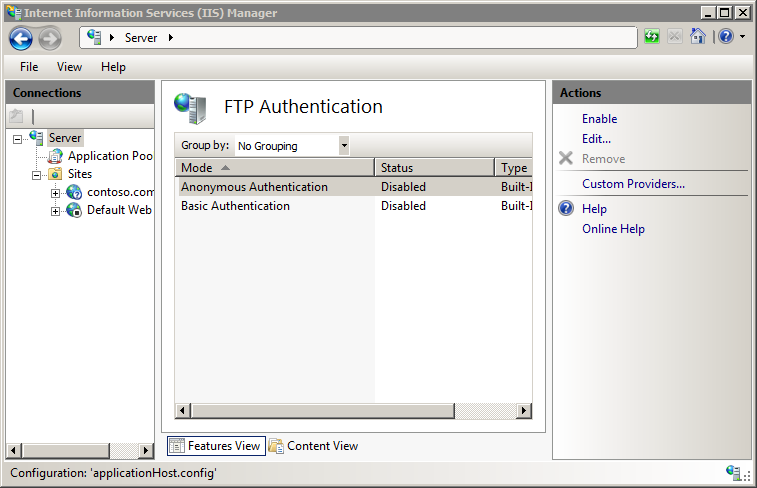 Internet Information Services (IIS) Manager
Server
File View Help
Connections
Server
Application Poo
Sites
contoso.com
Default Web
FTP Authentication
Group by: No Grouping
Mode Status Type
Anonymous Authentication Disabled Built-I
Basic Authentication Disabled Built-I
Features View Content View
Actions
Enable
Edit...
Remove
Custom Providers...
Help
Online Help
Configuration: 'applicationHost.config'